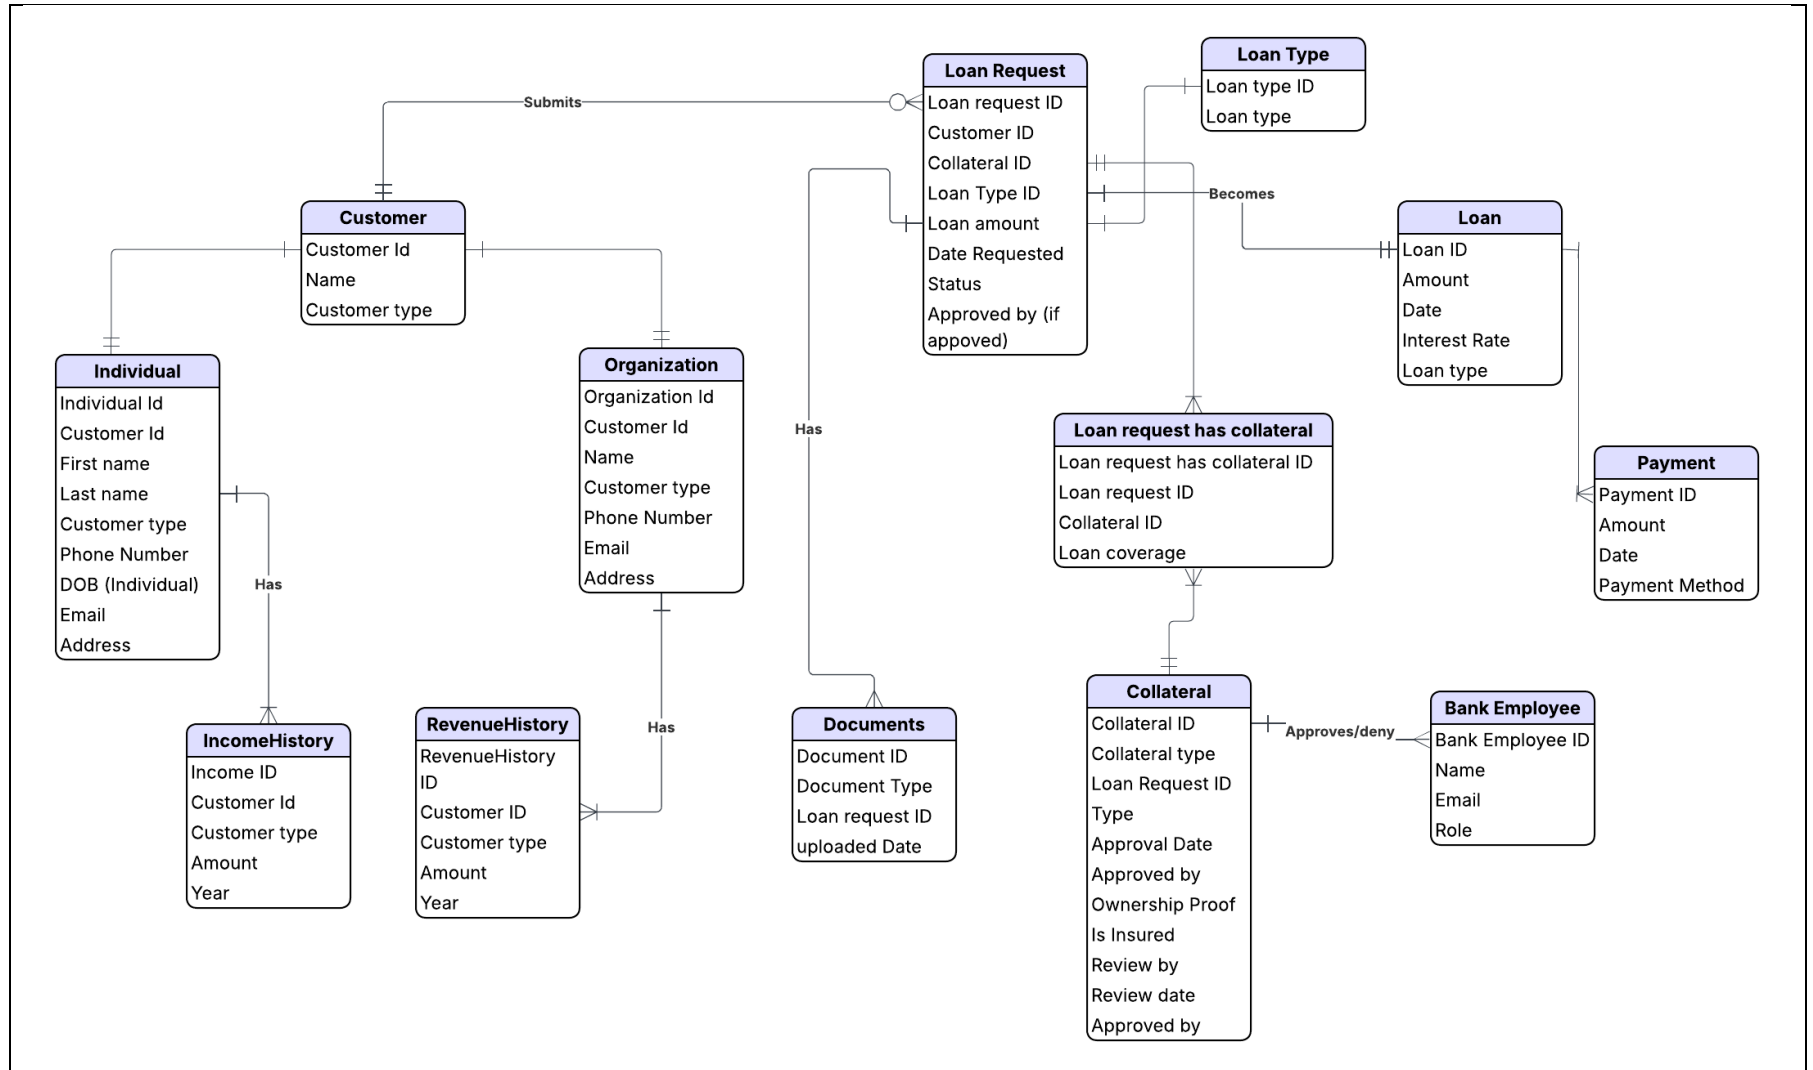 Loan Type
Loan type ID
Loan type
Loan Request
Loan request ID
Customer ID
Collateral ID
Loan Type ID
Loan amount
Date Requested
Status
Approved by (if
appoved)
Submits
Becomes
Customer
Customer Id
Name
Customer type
Loan
Loan ID
Amount
Date
Interest Rate
Loan type
Individual
Individual Id
Customer Id
First name
Last name
Customer type
Phone Number
DOB (Individual)
Email
Address
Organization
Organization Id
Customer Id
Name
Customer type
Phone Number
Email
Address
Has
Loan request has collateral
Loan request has collateral ID
Loan request ID
Collateral ID
Loan coverage
Payment
Payment ID
Amount
Date
Payment Method
Has
Has
IncomeHistory
Income ID
Customer Id
Customer type
Amount
Year
RevenueHistory
RevenueHistory
ID
Customer ID
Customer type
Amount
Year
Documents
Document ID
Document Type
Loan request ID
uploaded Date
Collateral
Collateral ID
Collateral type
Loan Request ID
Type
Approval Date
Approved by
Ownership Proof
Is Insured
Review by
Review date
Approved by
Approves/deny
Bank Employee
Bank Employee ID
Name
Email
Role